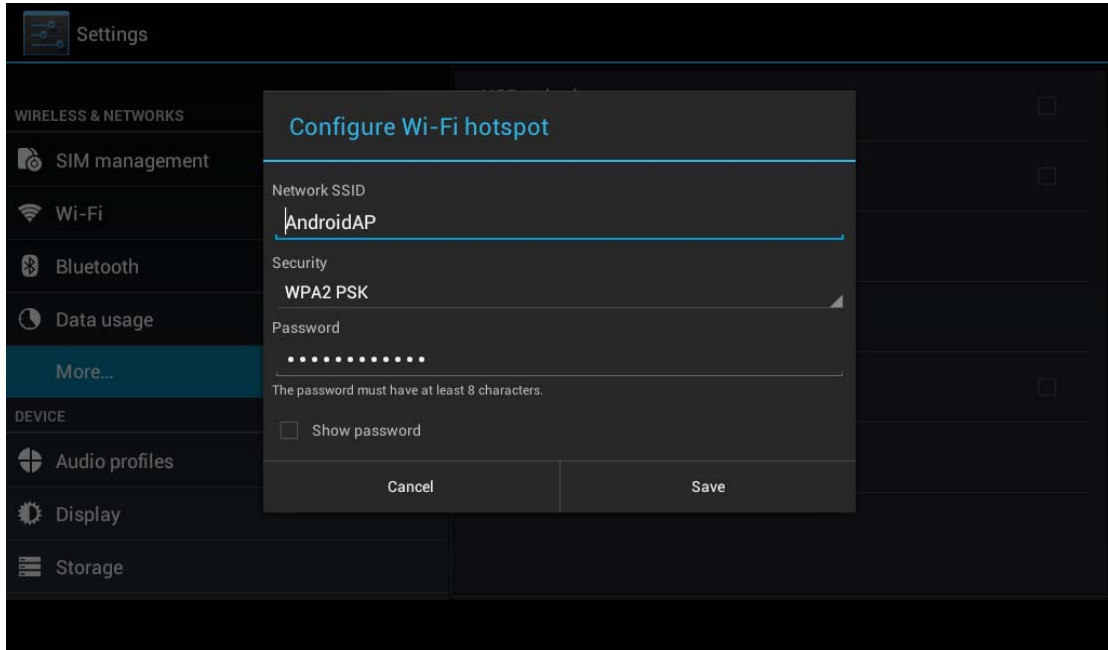 Settings
WIRELESS & NETWORKS
SIM management
Wi-Fi
Bluetooth
Data usage
More...
DEVICE
Audio profiles
Display
Storage
Configure Wi-Fi hotspot
Network SSID
AndroidAP
Security
WPA2 PSK
Password
••••••••••••
The password must have at least 8 characters.
Show password
Cancel
Save